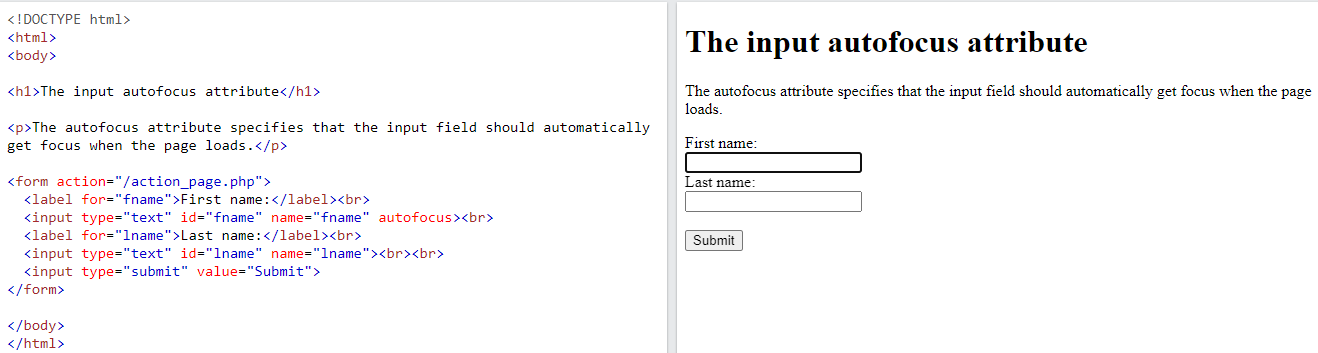 <!DOCTYPE html>
<html>
<body>
<h1>The input autofocus attribute</h1>
<p>The autofocus attribute specifies that the input field should automatically
get focus when the page loads.</p>
<form action="/action_page.php">
  <label for="fname">First name:</label><br>
  <input type="text" id="fname" name="fname" autofocus><br>
  <label for="lname">Last name:</label><br>
  <input type="text" id="lname" name="lname"><br><br>
  <input type="submit" value="Submit">
</form>
</body>
</html>
The input autofocus attribute
The autofocus attribute specifies that the input field should automatically get focus when the page
loads.
First name:
Last name:
Submit